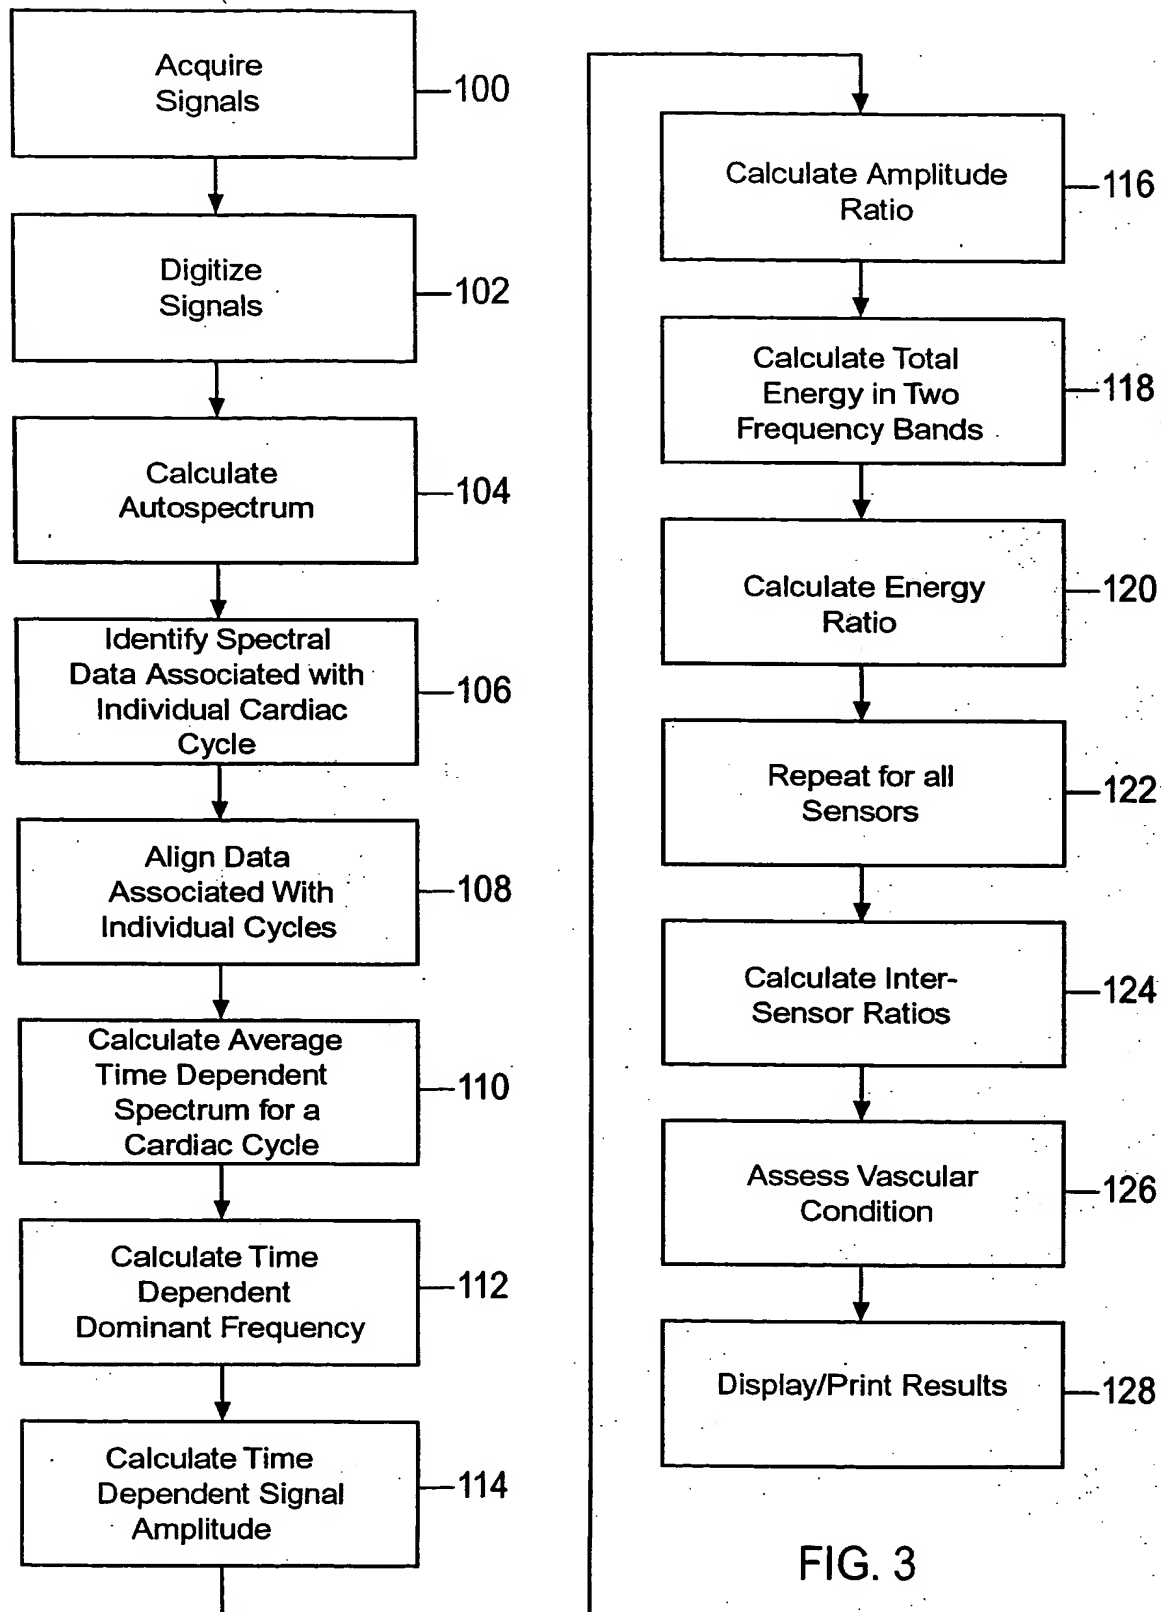 Acquire
Signals
100
Digitize
Signals
102
Calculate
Autospectrum
104
Identify Spectral
Data Associated with
Individual Cardiac
Cycle
106
Align Data
Associated With
Individual Cycles
108
Calculate Average
Time Dependent
Spectrum for a
Cardiac Cycle
110
Calculate Time
Dependent
Dominant Frequency
112
Calculate Time
Dependent Signal
Amplitude
114
Calculate Amplitude
Ratio
116
Calculate Total
Energy in Two
Frequency Bands
118
Calculate Energy
Ratio
120
Repeat for all
Sensors
122
Calculate Inter-
Sensor Ratios
124
Assess Vascular
Condition
126
Display/Print Results
128
FIG. 3